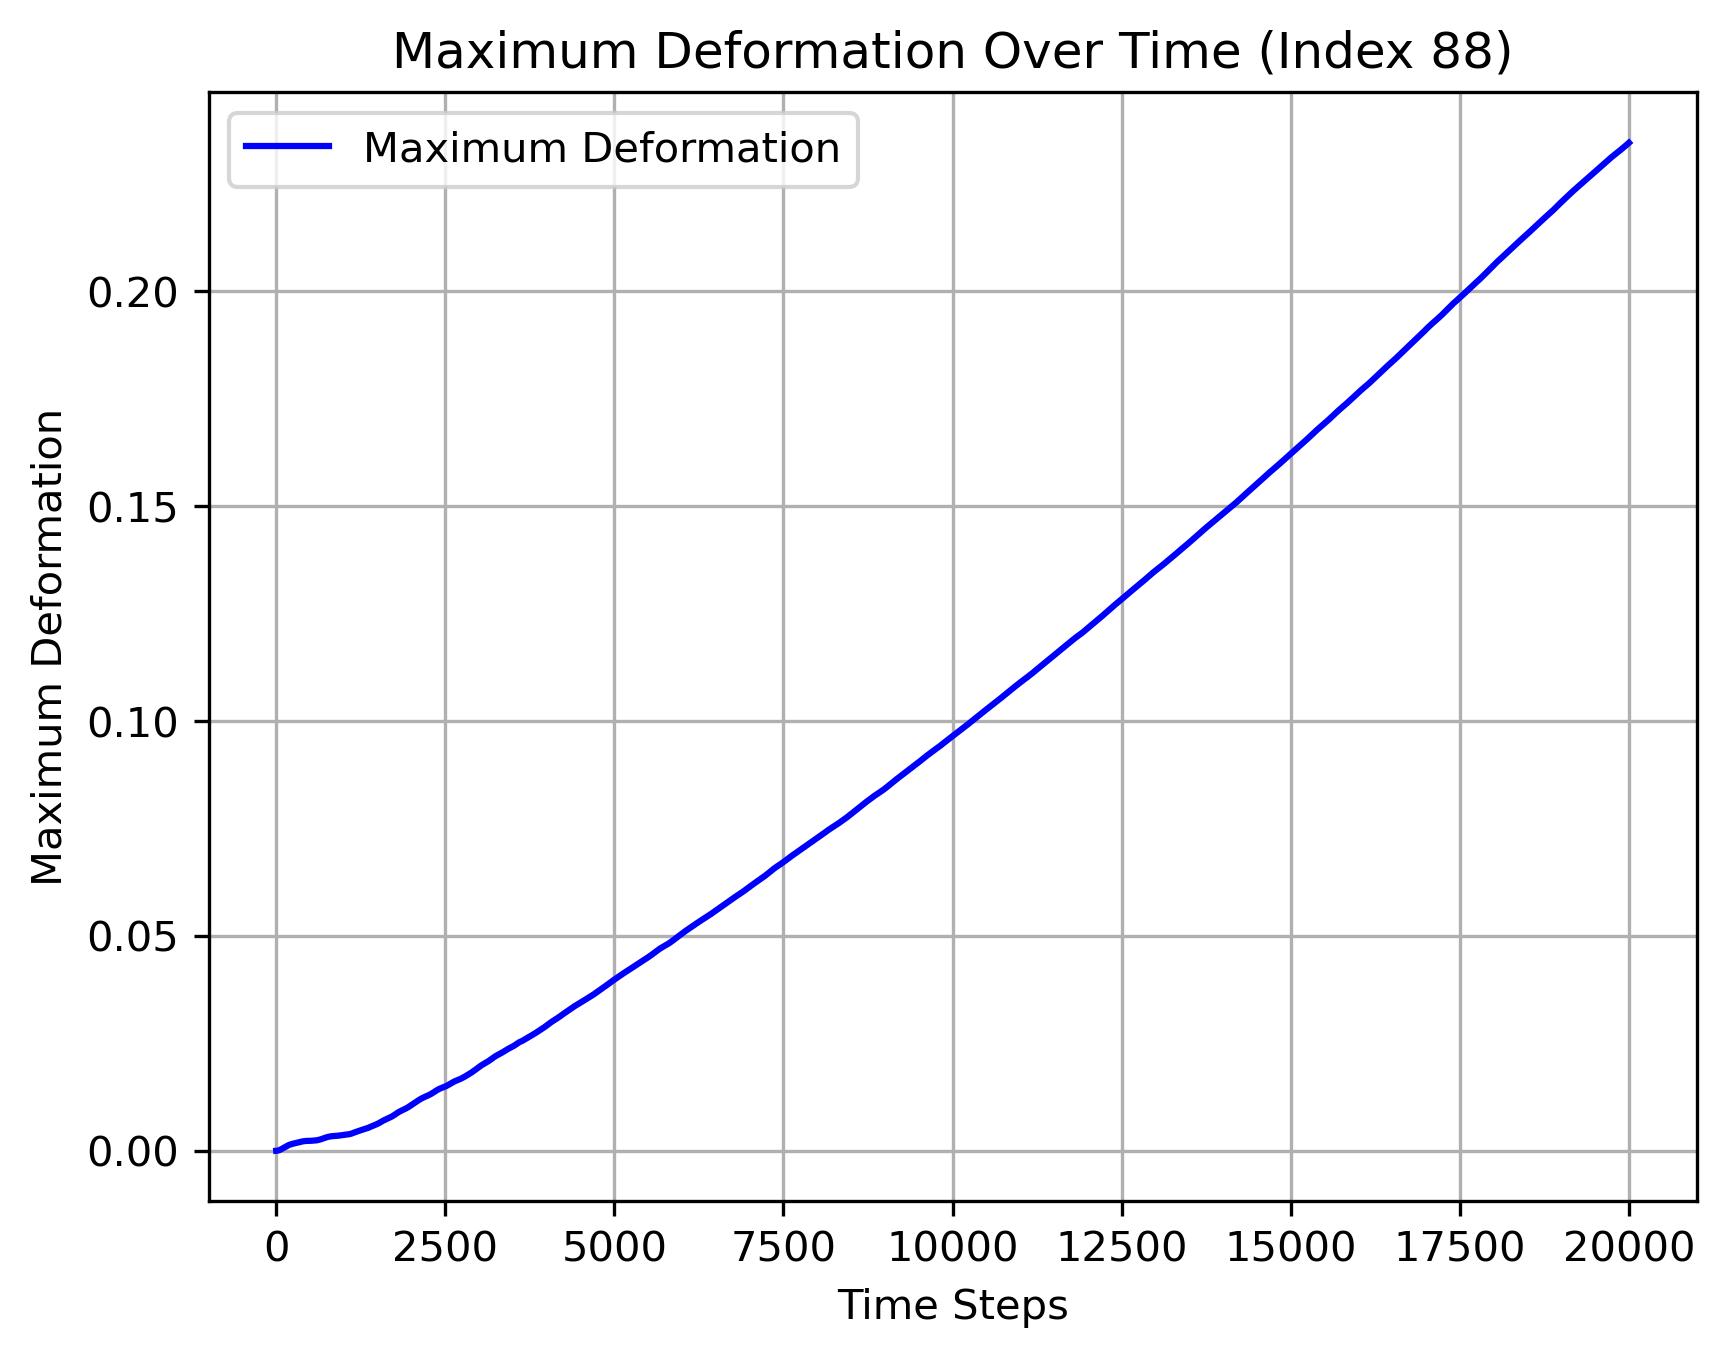 Maximum Deformation Over Time (Index 88)
Maximum Deformation
0.20
0.15
0.10
0.05
0.00
Maximum Deformation
0 2500 5000 7500 10000 12500 15000 17500 20000
Time Steps